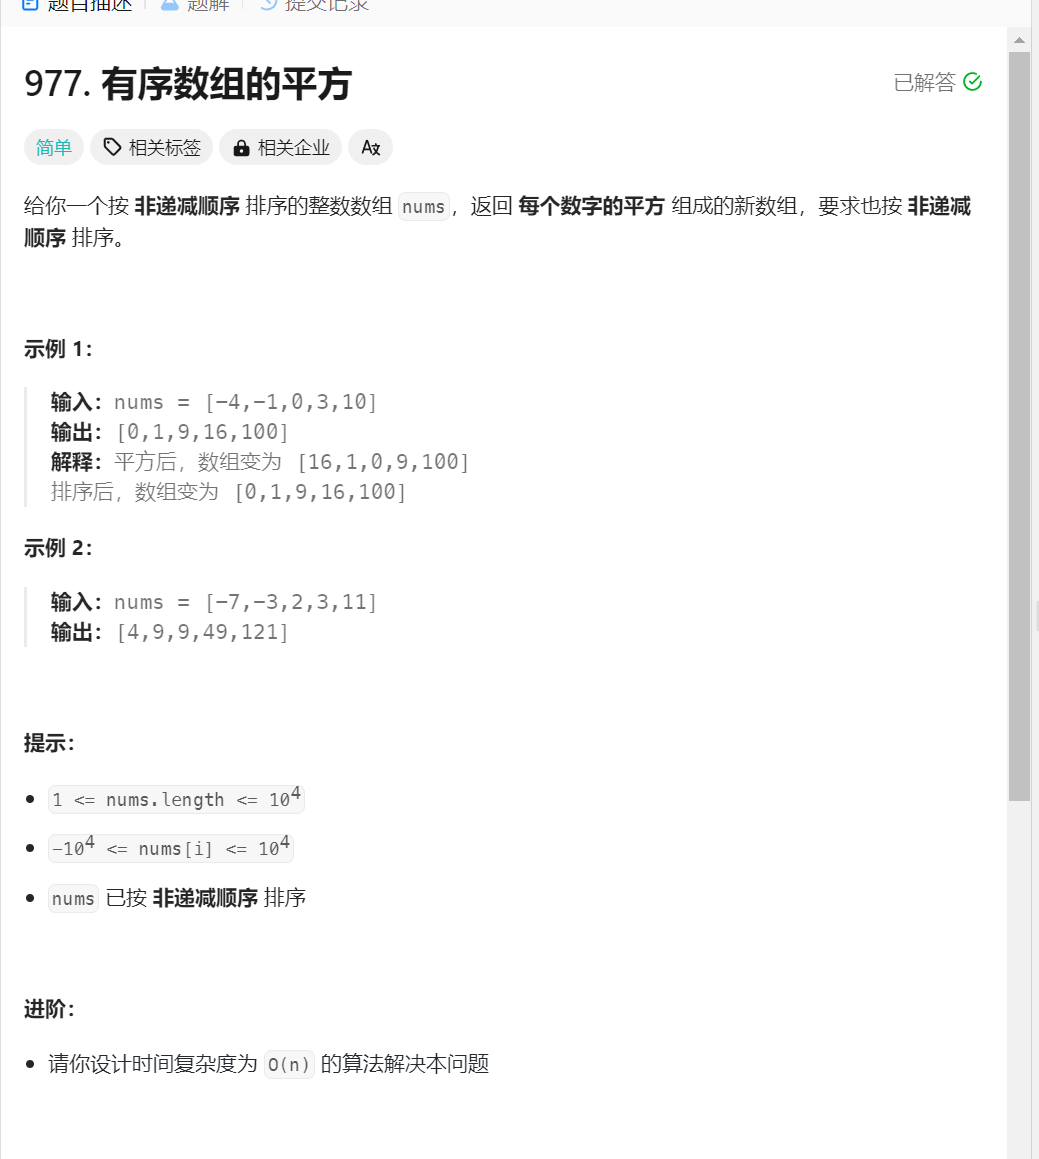 题目描述 题解 提交记录
977. 有序数组的平方
已解答
简单 相关标签 相关企业
给你一个按 非递减顺序 排序的整数数组 nums，返回 每个数字的平方 组成的新数组，要求也按 非递减
顺序 排序。
示例 1：
输入：nums = [-4,-1,0,3,10]
输出：[0,1,9,16,100]
解释：平方后，数组变为 [16,1,0,9,100]
排序后，数组变为 [0,1,9,16,100]
示例 2：
输入：nums = [-7,-3,2,3,11]
输出：[4,9,9,49,121]
提示：
1 <= nums.length <= 10⁴
-10⁴ <= nums[i] <= 10⁴
nums 已按 非递减顺序 排序
进阶：
请你设计时间复杂度为 O(n) 的算法解决本问题